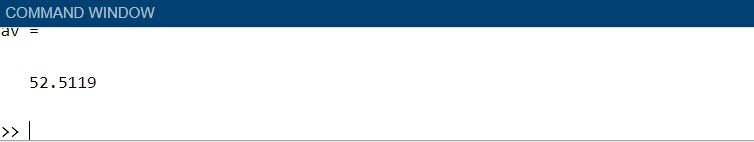 COMMAND WINDOW
av =
52.5119
>>